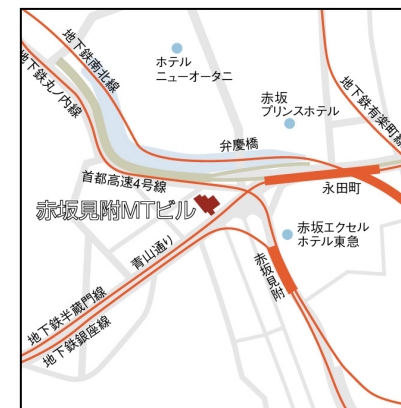 地下鉄南北線
地下鉄丸ノ内線
ホテル
ニューオータニ
赤坂
プリンスホテル
地下鉄有楽町線
弁慶橋
首都高速4号線
永田町
赤坂見附MTビル
赤坂エクセル
ホテル東急
青山通り
赤坂見附
地下鉄半蔵門線
地下鉄銀座線